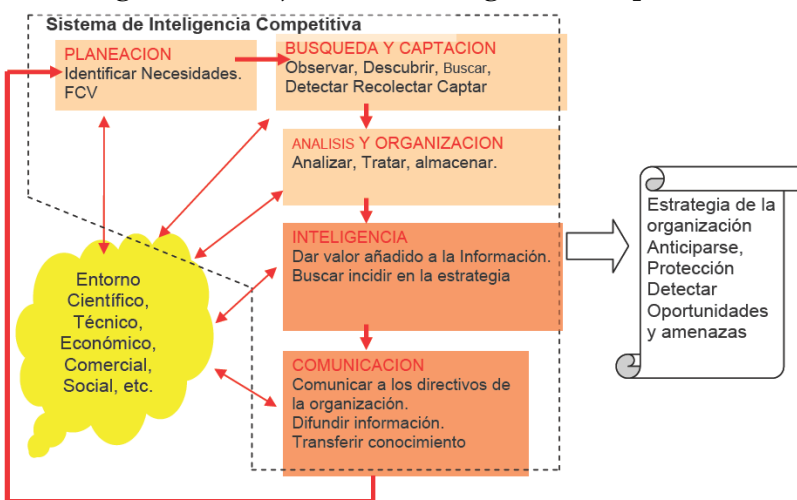 Sistema de Inteligencia Competitiva
PLANEACION
Identificar Necesidades.
FCV
BUSQUEDA Y CAPTACION
Observar, Descubrir, Buscar,
Detectar Recolectar Captar
ANALISIS Y ORGANIZACION
Analizar, Tratar, almacenar.
INTELIGENCIA
Dar valor añadido a la Información.
Buscar incidir en la estrategia
COMUNICACION
Comunicar a los directivos de
la organización.
Difundir información.
Transferir conocimiento
Entorno
Científico,
Técnico,
Económico,
Comercial,
Social, etc.
Estrategia de la
organización
Anticiparse,
Protección
Detectar
Oportunidades
y amenazas